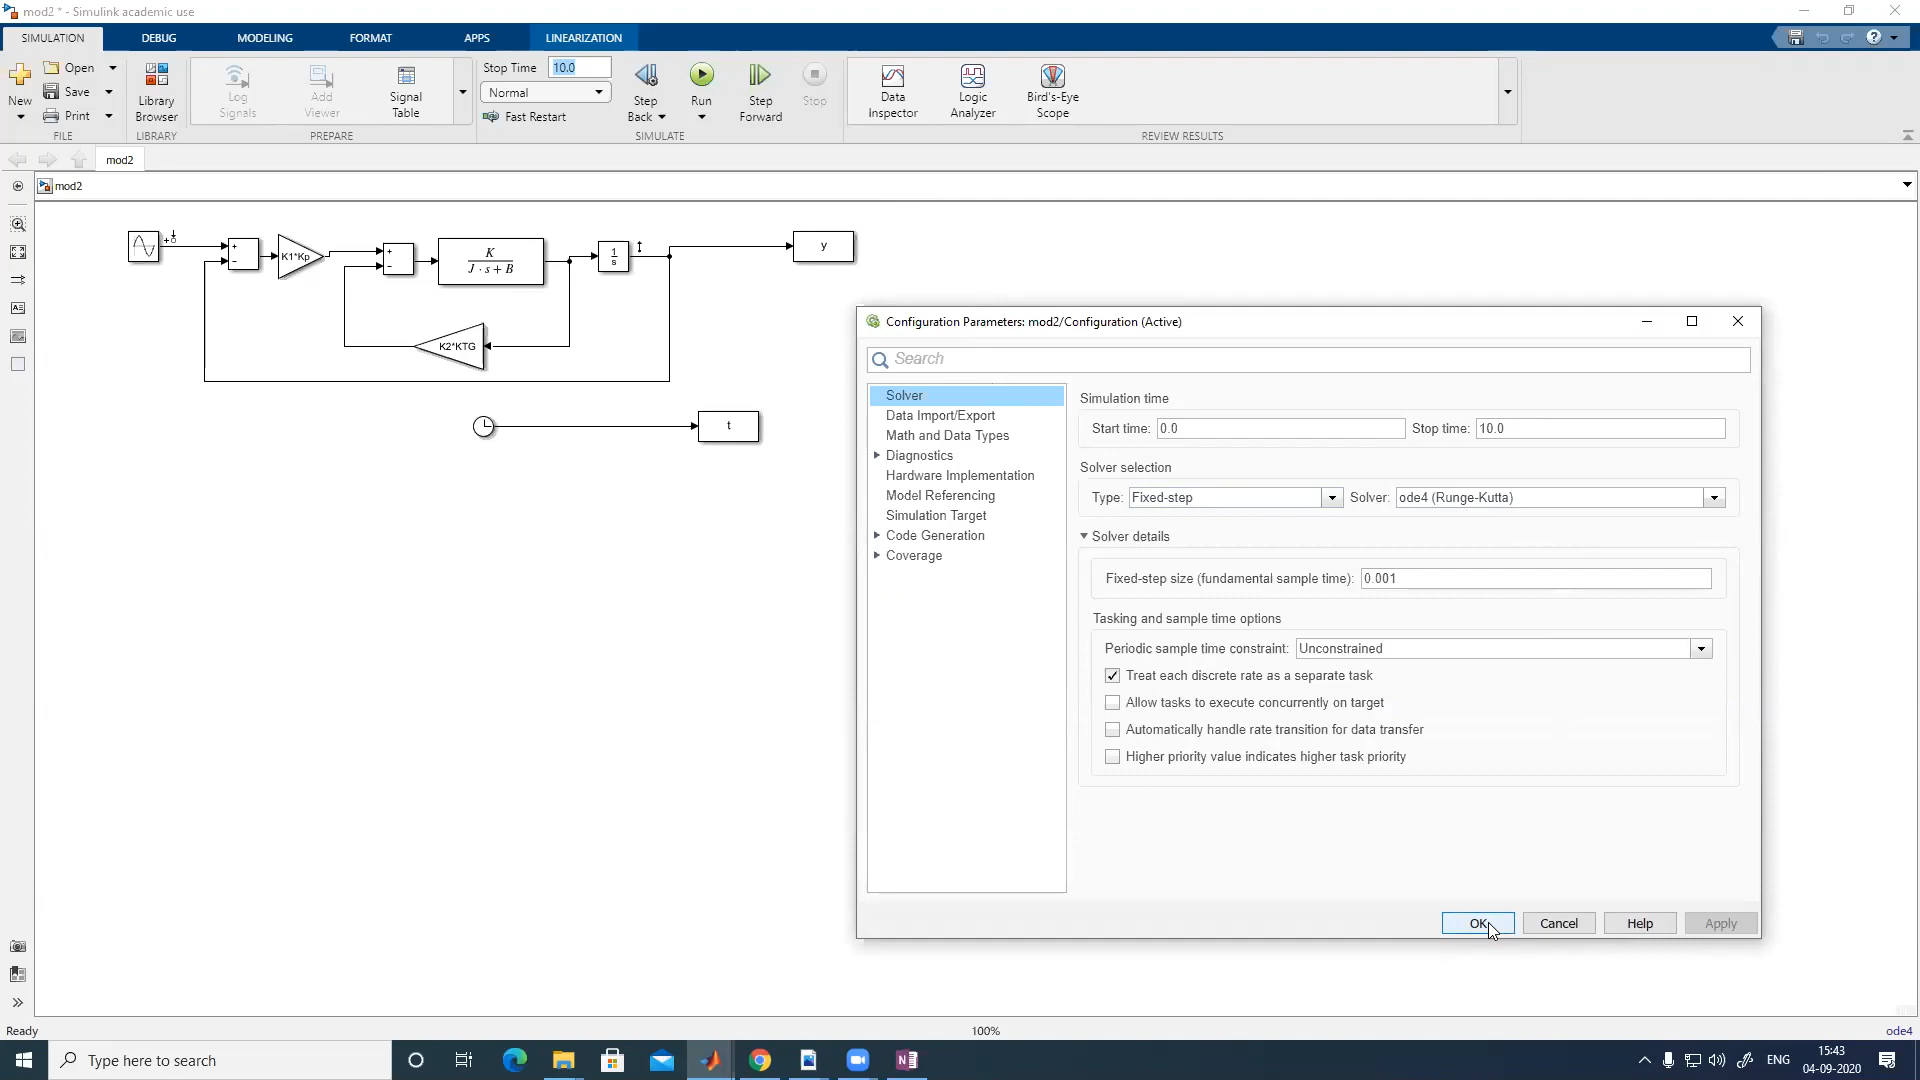 mod2 * - Simulink academic use
SIMULATION DEBUG MODELING FORMAT APPS LINEARIZATION
New
Open
Save
Print
FILE
Library Browser
LIBRARY
Log Signals
Add Viewer
Signal Table
PREPARE
Stop Time 10.0
Normal
Fast Restart
Step Back
Run
Step Forward
Stop
SIMULATE
Data Inspector
Logic Analyzer
Bird's-Eye Scope
REVIEW RESULTS
mod2
mod2
K1*Kp
K
J · s + B
1
s
y
K2*KTG
t
Configuration Parameters: mod2/Configuration (Active)
Search
Solver
Data Import/Export
Math and Data Types
Diagnostics
Hardware Implementation
Model Referencing
Simulation Target
Code Generation
Coverage
Simulation time
Start time: 0.0 Stop time: 10.0
Solver selection
Type: Fixed-step Solver: ode4 (Runge-Kutta)
Solver details
Fixed-step size (fundamental sample time): 0.001
Tasking and sample time options
Periodic sample time constraint: Unconstrained
Treat each discrete rate as a separate task
Allow tasks to execute concurrently on target
Automatically handle rate transition for data transfer
Higher priority value indicates higher task priority
OK Cancel Help Apply
Ready 100% ode4
Type here to search
ENG
15:43
04-09-2020